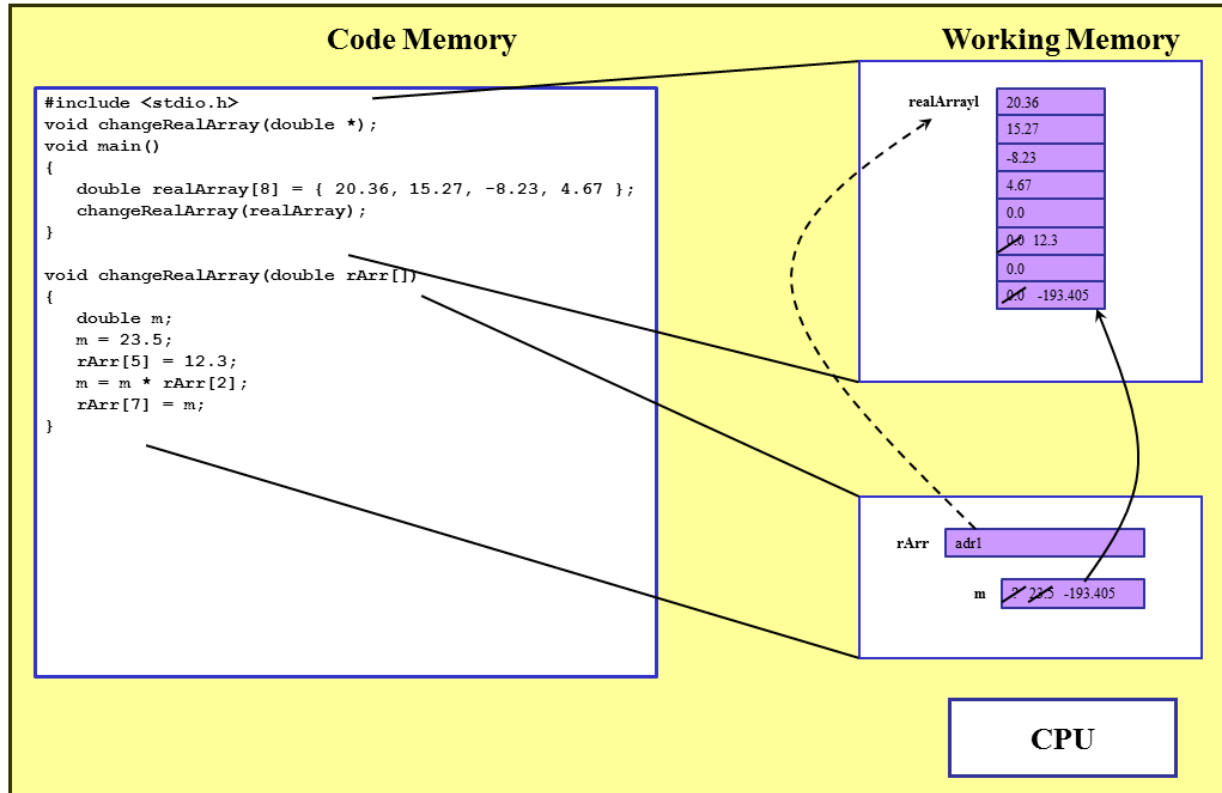 Code Memory
Working Memory
#include <stdio.h>
void changeRealArray(double *);
void main()
{
double realArray[8] = { 20.36, 15.27, -8.23, 4.67 };
changeRealArray(realArray);
}
void changeRealArray(double rArr[])
{
double m;
m = 23.5;
rArr[5] = 12.3;
m = m * rArr[2];
rArr[7] = m;
}
realArrayl
20.36
15.27
-8.23
4.67
0.0
0.0 12.3
0.0
0.0 -193.405
rArr
adrl
m
? 23.5 -193.405
CPU